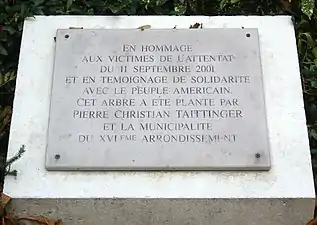 EN HOMMAGE
AUX VICTIMES DE L'ATTENTAT
DU 11 SEPTEMBRE 2001
ET EN TEMOIGNAGE DE SOLIDARITE
AVEC LE PEUPLE AMERICAIN.
CET ARBRE A ETE PLANTE PAR
PIERRE CHRISTIAN TAITTINGER
ET LA MUNICIPALITE
DU XVIEME ARRONDISSEMENT